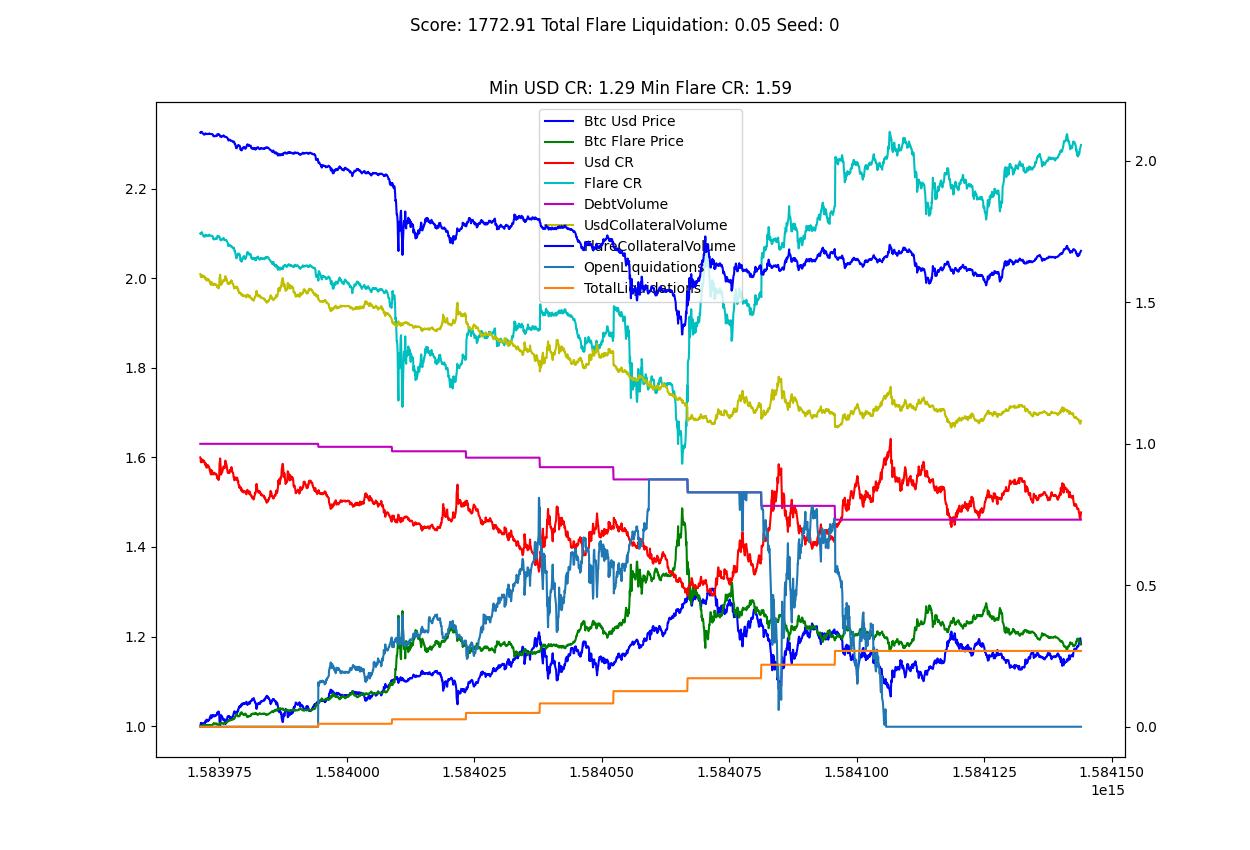 Score: 1772.91 Total Flare Liquidation: 0.05 Seed: 0
Min USD CR: 1.29 Min Flare CR: 1.59
Btc Usd Price
Btc Flare Price
Usd CR
Flare CR
DebtVolume
UsdCollateralVolume
FlareCollateralVolume
OpenLiquidations
TotalLiquidations
2.2
2.0
1.8
1.6
1.4
1.2
1.0
2.0
1.5
1.0
0.5
0.0
1.583975 1.584000 1.584025 1.584050 1.584075 1.584100 1.584125 1.584150
1e15